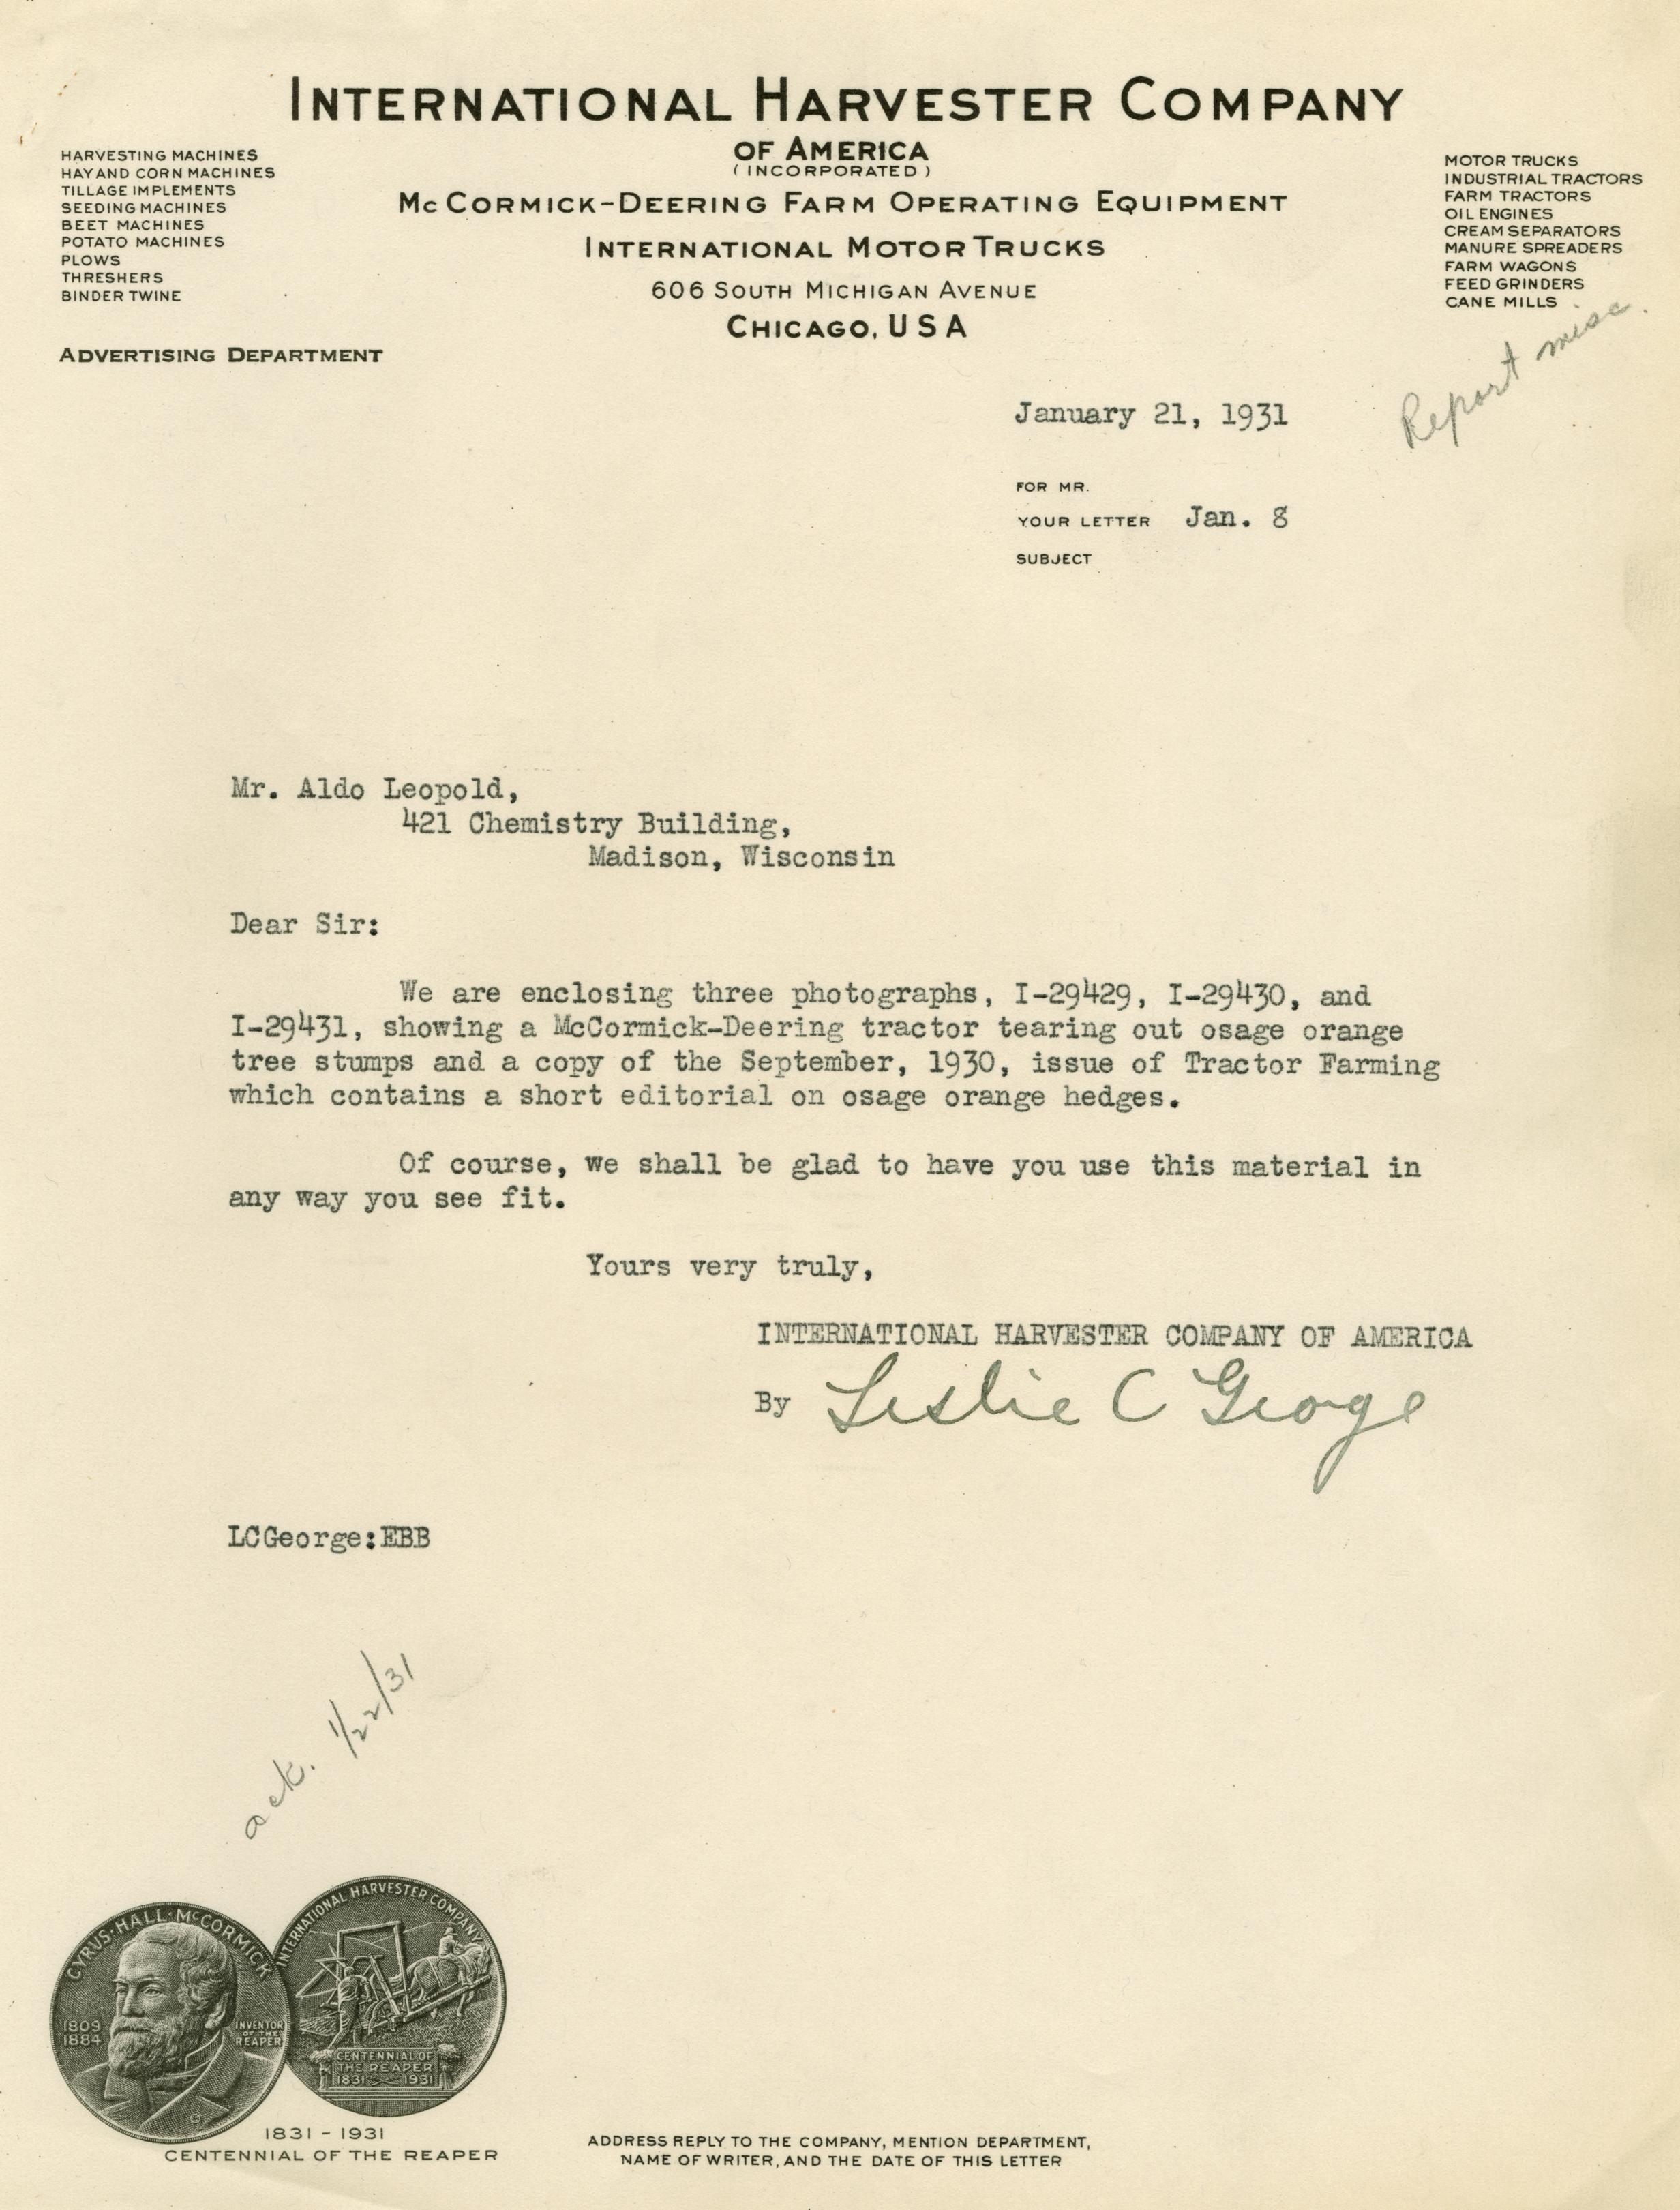 INTERNATIONAL HARVESTER COMPANY
OF AMERICA
(INCORPORATED)
MCCORMICK-DEERING FARM OPERATING EQUIPMENT
INTERNATIONAL MOTOR TRUCKS
606 SOUTH MICHIGAN AVENUE
CHICAGO, U S A
HARVESTING MACHINES
HAY AND CORN MACHINES
TILLAGE IMPLEMENTS
SEEDING MACHINES
BEET MACHINES
POTATO MACHINES
PLOWS
THRESHERS
BINDER TWINE
ADVERTISING DEPARTMENT
MOTOR TRUCKS
INDUSTRIAL TRACTORS
FARM TRACTORS
OIL ENGINES
CREAM SEPARATORS
MANURE SPREADERS
FARM WAGONS
FEED GRINDERS
CANE MILLS
Report misc.
January 21, 1931
FOR MR.
YOUR LETTER Jan. 8
SUBJECT
Mr. Aldo Leopold,
421 Chemistry Building,
Madison, Wisconsin
Dear Sir:
We are enclosing three photographs, I-29429, I-29430, and
I-29431, showing a McCormick-Deering tractor tearing out osage orange
tree stumps and a copy of the September, 1930, issue of Tractor Farming
which contains a short editorial on osage orange hedges.
Of course, we shall be glad to have you use this material in
any way you see fit.
Yours very truly,
INTERNATIONAL HARVESTER COMPANY OF AMERICA
By Leslie C George
LCGeorge:EBB
ack. 1/22/31
CYRUS·HALL·McCORMICK
1809
1884
INVENTOR
OF THE
REAPER
INTERNATIONAL HARVESTER COMPANY
CENTENNIAL OF
THE REAPER
1831 1931
1831 - 1931
CENTENNIAL OF THE REAPER
ADDRESS REPLY TO THE COMPANY, MENTION DEPARTMENT,
NAME OF WRITER, AND THE DATE OF THIS LETTER